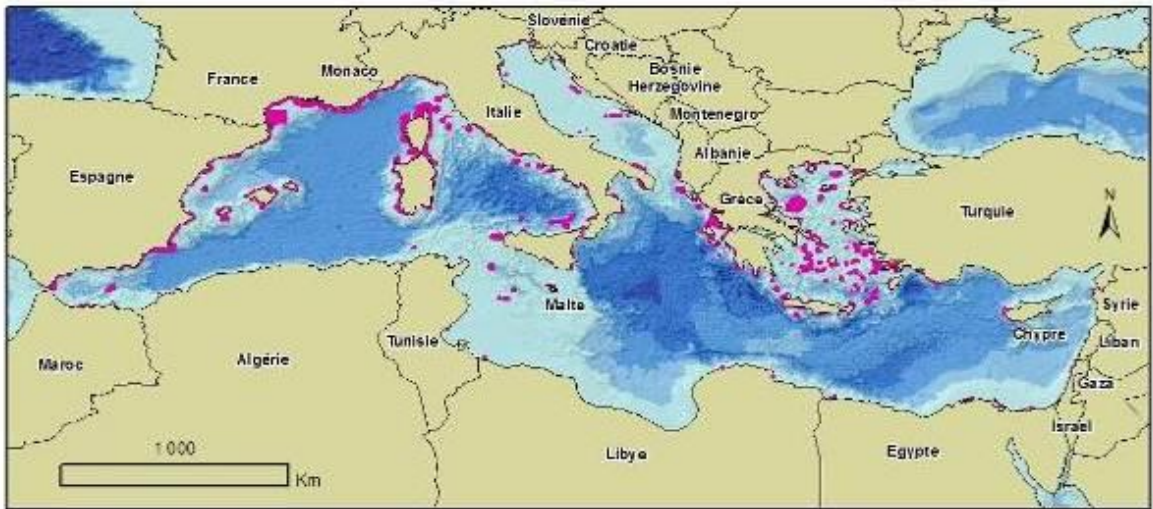 Slovénie
Croatie
France
Monaco
Bosnie
Herzegovine
Italie
Montenegro
Albanie
Espagne
Grèce
Turquie
N
Malte
Chypre
Syrie
Liban
Maroc
Algérie
Tunisie
Gaza
Israel
Libye
Egypte
1 000
Km